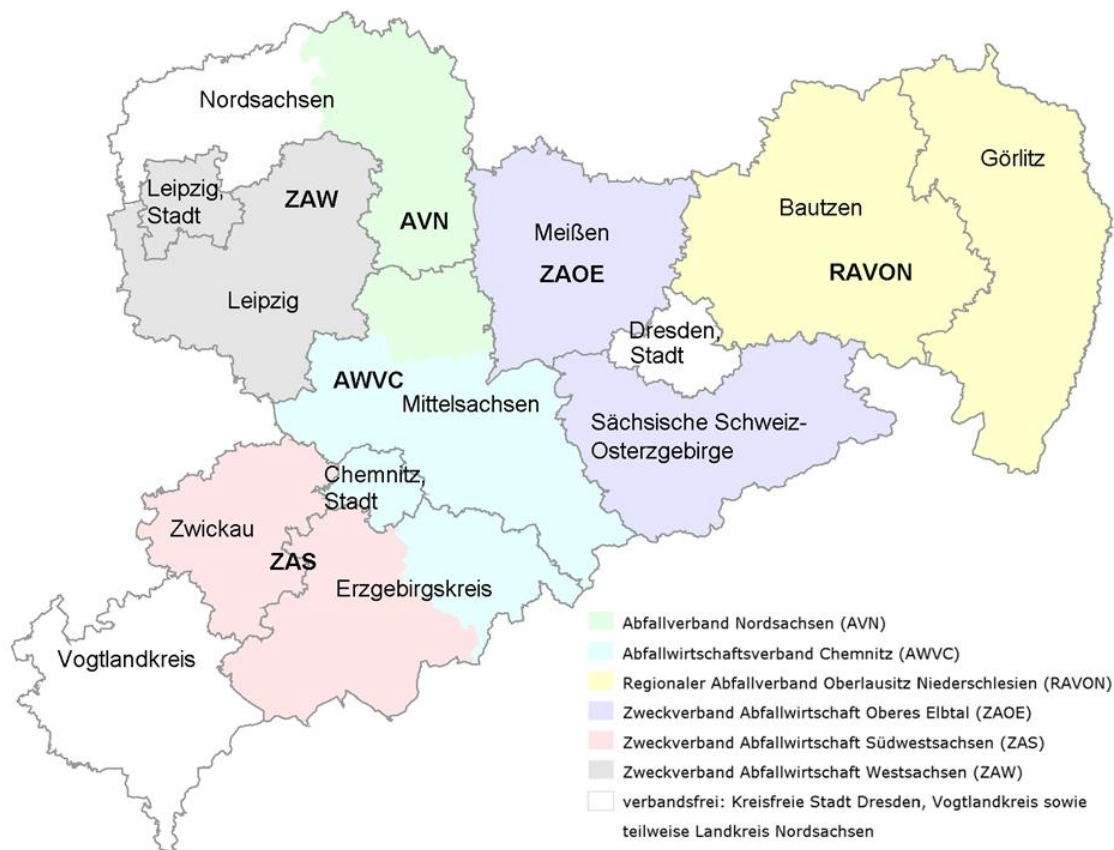 Nordsachsen
Leipzig,
Stadt
ZAW
AVN
Leipzig
Meißen
ZAOE
Görlitz
Bautzen
RAVON
Dresden,
Stadt
AWVC
Mittelsachsen
Sächsische Schweiz-
Osterzgebirge
Chemnitz,
Stadt
Zwickau
ZAS
Erzgebirgskreis
Vogtlandkreis
Abfallverband Nordsachsen (AVN)
Abfallwirtschaftsverband Chemnitz (AWVC)
Regionaler Abfallverband Oberlausitz Niederschlesien (RAVON)
Zweckverband Abfallwirtschaft Oberes Elbtal (ZAOE)
Zweckverband Abfallwirtschaft Südwestsachsen (ZAS)
Zweckverband Abfallwirtschaft Westsachsen (ZAW)
verbandsfrei: Kreisfreie Stadt Dresden, Vogtlandkreis sowie
teilweise Landkreis Nordsachsen